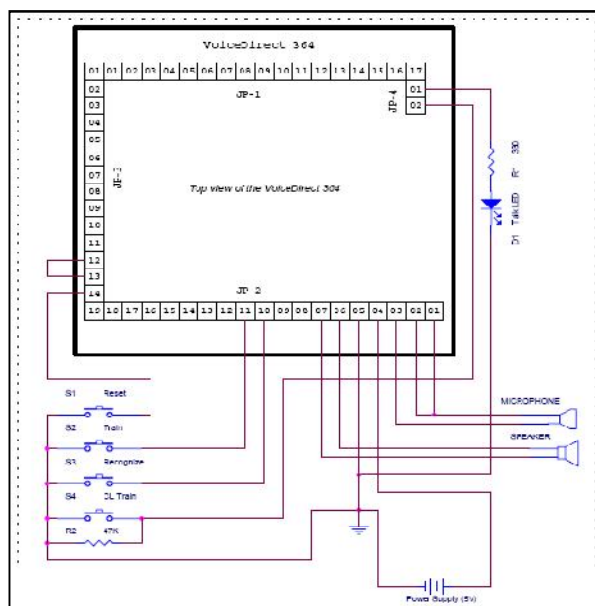 VoiceDirect 364
01 01 02 03 04 05 06 07 08 09 10 11 12 13 14 15 16 17
JP-1
JP-4
01
02
02
03
04
05
06
07
08
09
10
11
12
13
14
JP-3
Top view of the VoiceDirect 364
JP 2
19 18 17 16 15 14 13 12 11 10 09 08 07 06 05 04 03 02 01
R1 330
D1 Talk LED
S1 Reset
S2 Train
S3 Recognize
S4 CL Train
R2 47K
MICROPHONE
SPEAKER
Power Supply (5V)